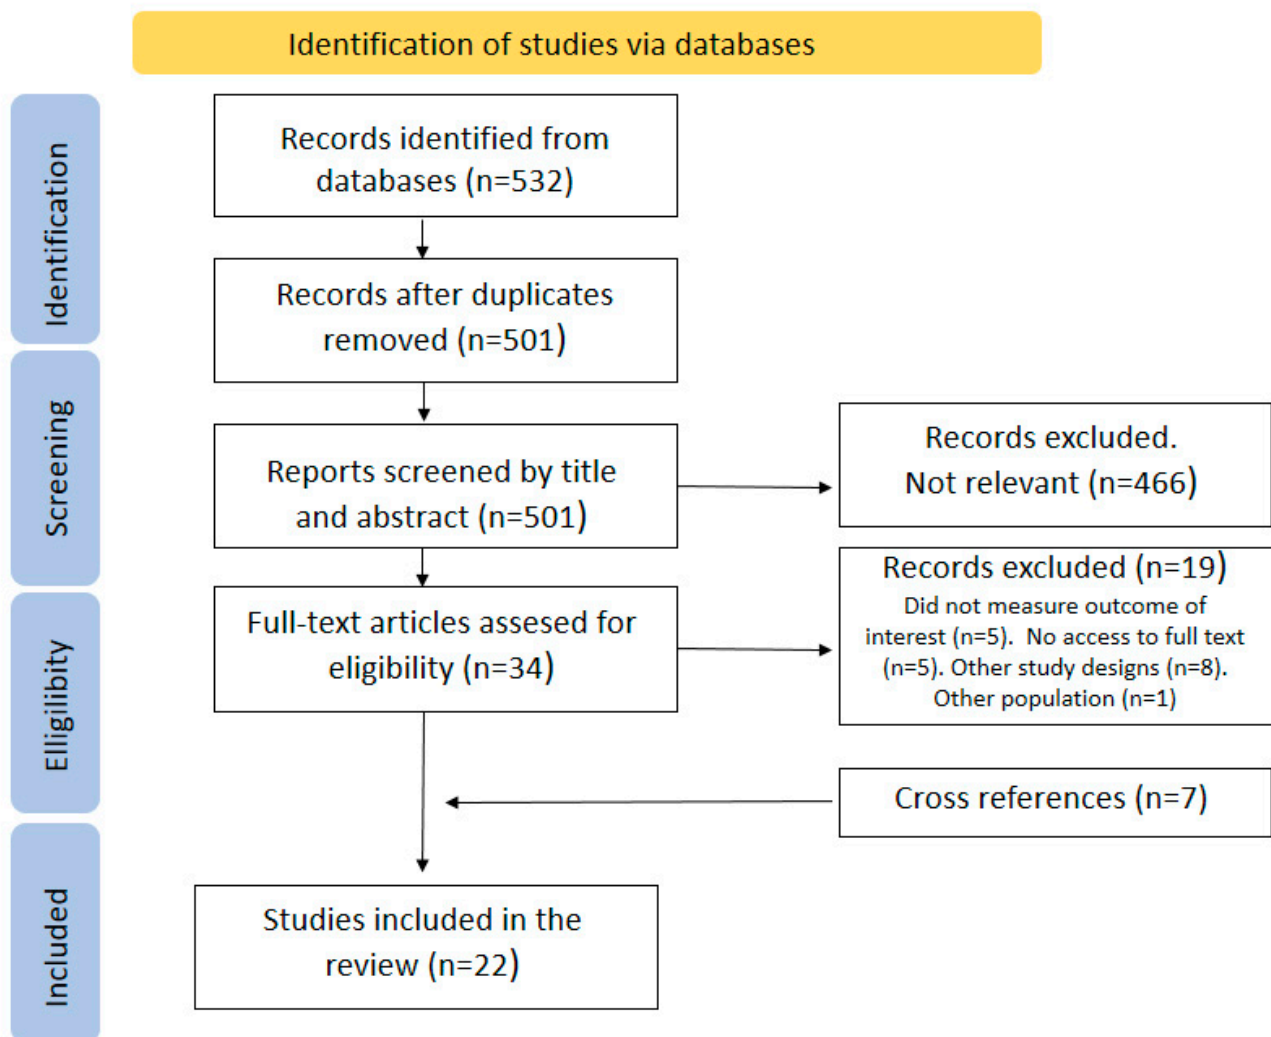 Identification of studies via databases
Identification
Records identified from
databases (n=532)
Records after duplicates
removed (n=501)
Screening
Reports screened by title
and abstract (n=501)
Records excluded.
Not relevant (n=466)
Elligilibity
Full-text articles assesed for
eligibility (n=34)
Records excluded (n=19)
Did not measure outcome of
interest (n=5).  No access to full text
(n=5). Other study designs (n=8).
Other population (n=1)
Cross references (n=7)
Included
Studies included in the
review (n=22)